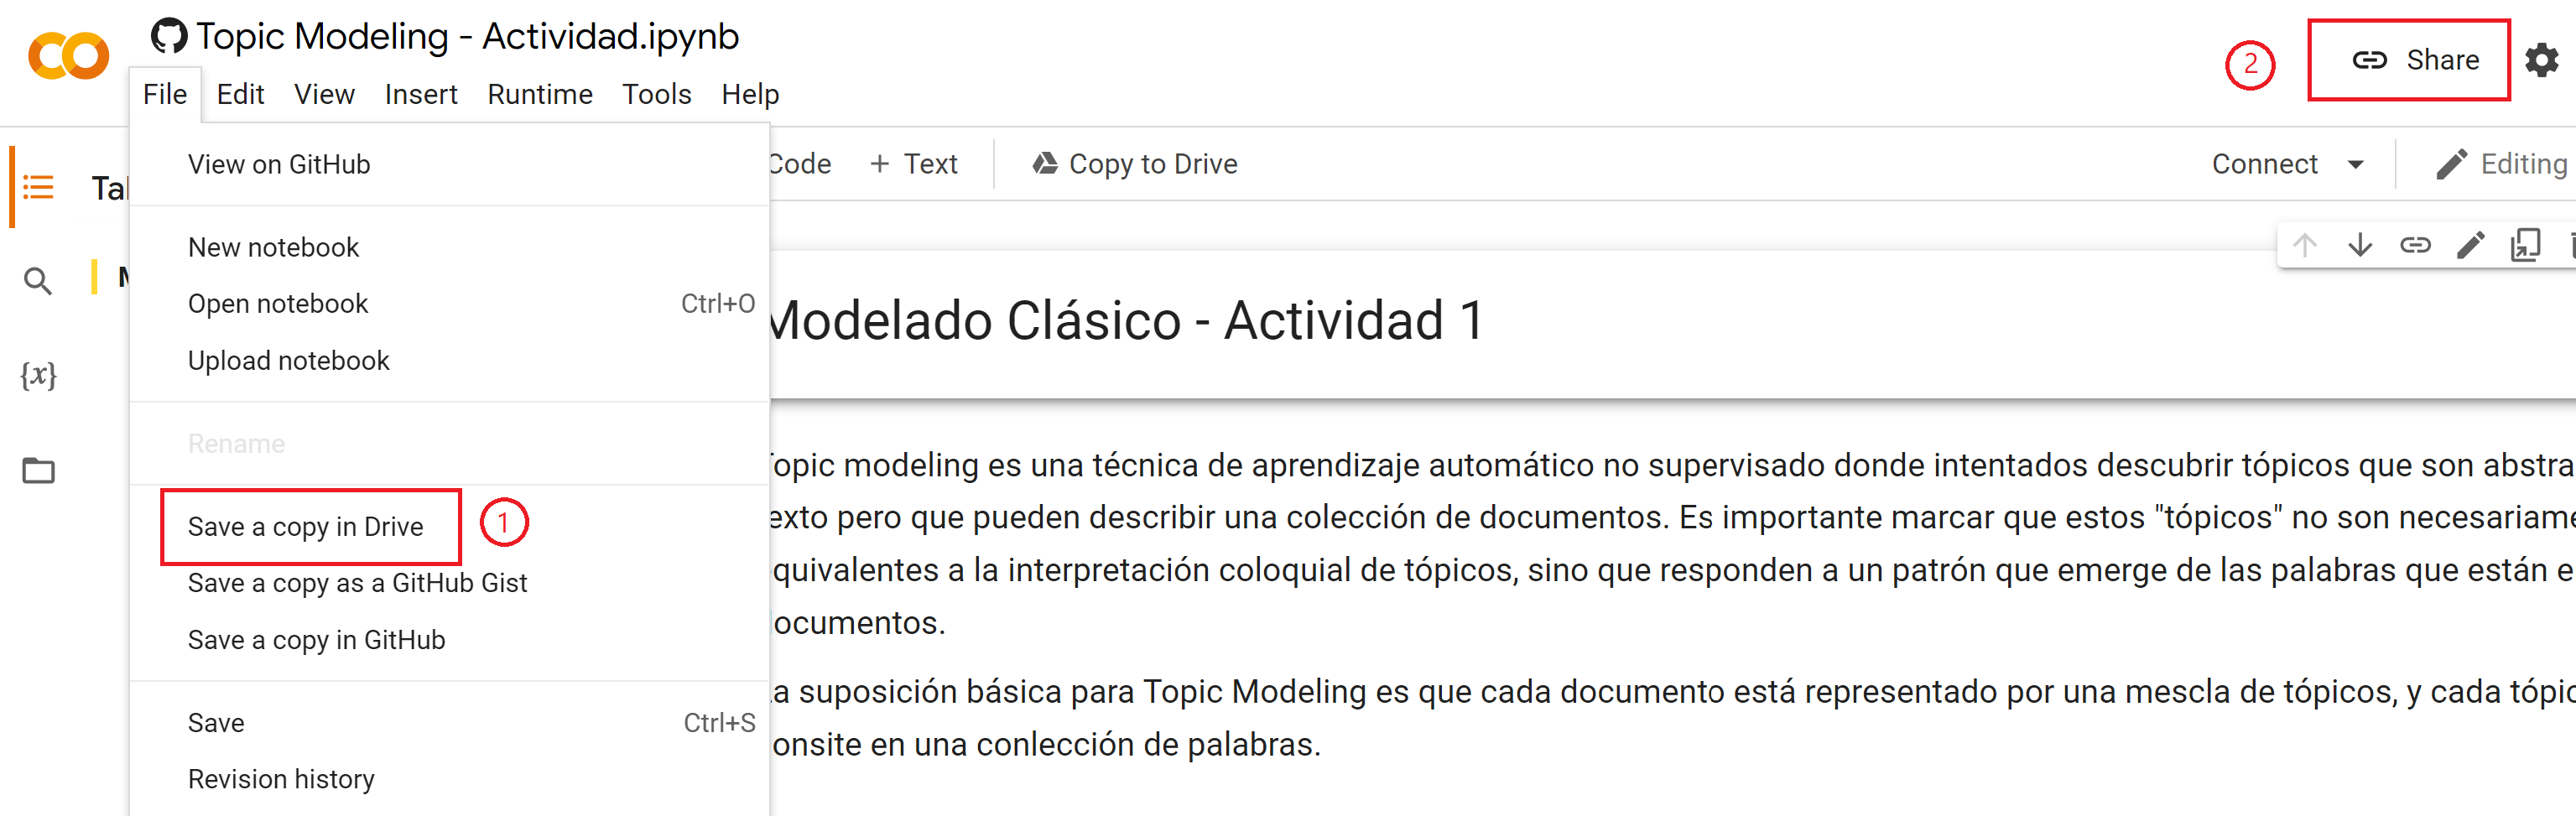 Topic Modeling - Actividad.ipynb
File Edit View Insert Runtime Tools Help
2 Share
View on GitHub
Code + Text Copy to Drive Connect Editing
New notebook
Open notebook Ctrl+O
Upload notebook
Modelado Clásico - Actividad 1
{x}
Rename
opic modeling es una técnica de aprendizaje automático no supervisado donde intentados descubrir tópicos que son abstra
Save a copy in Drive 1
exto pero que pueden describir una colección de documentos. Es importante marcar que estos "tópicos" no son necesariame
Save a copy as a GitHub Gist
quivalentes a la interpretación coloquial de tópicos, sino que responden a un patrón que emerge de las palabras que están e
Save a copy in GitHub
ocumentos.
a suposición básica para Topic Modeling es que cada documento está representado por una mescla de tópicos, y cada tópic
Save Ctrl+S
onsite en una conlección de palabras.
Revision history